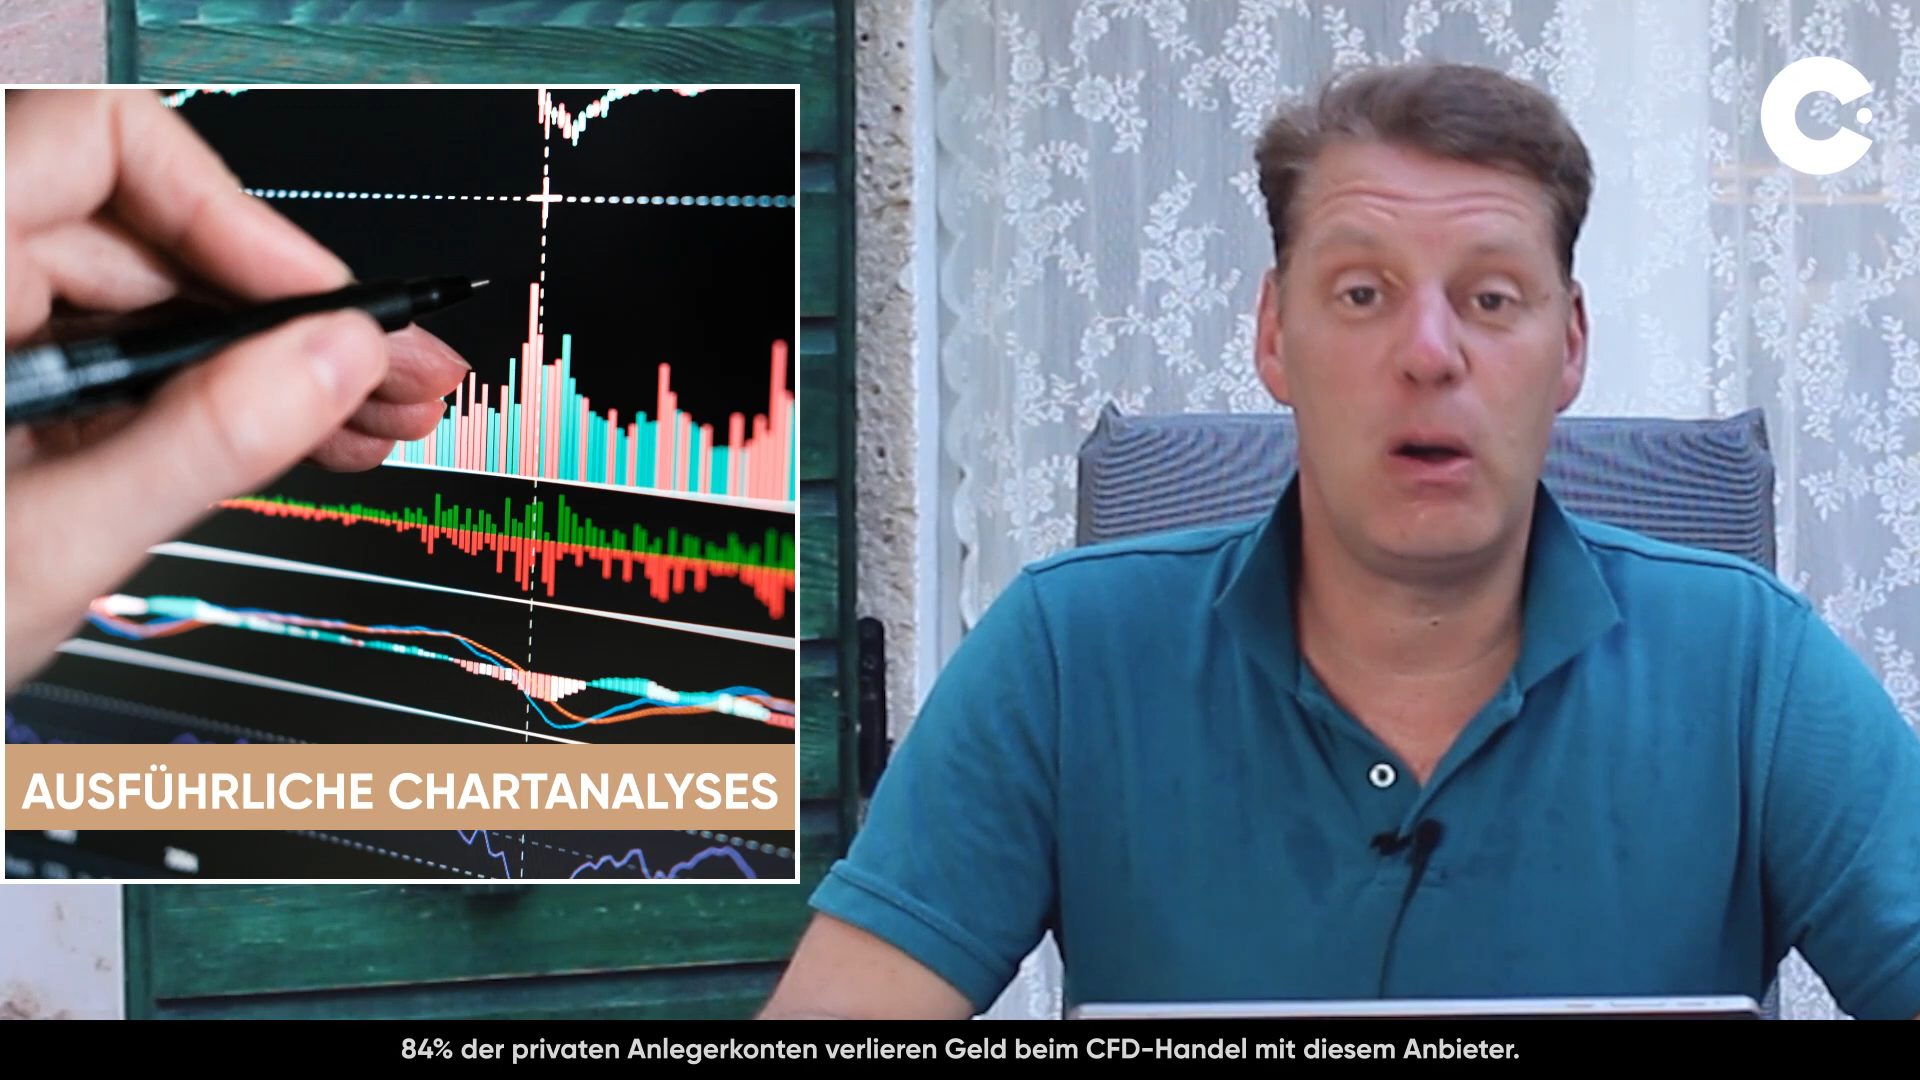 AUSFÜHRLICHE CHARTANALYSES
84% der privaten Anlegerkonten verlieren Geld beim CFD-Handel mit diesem Anbieter.